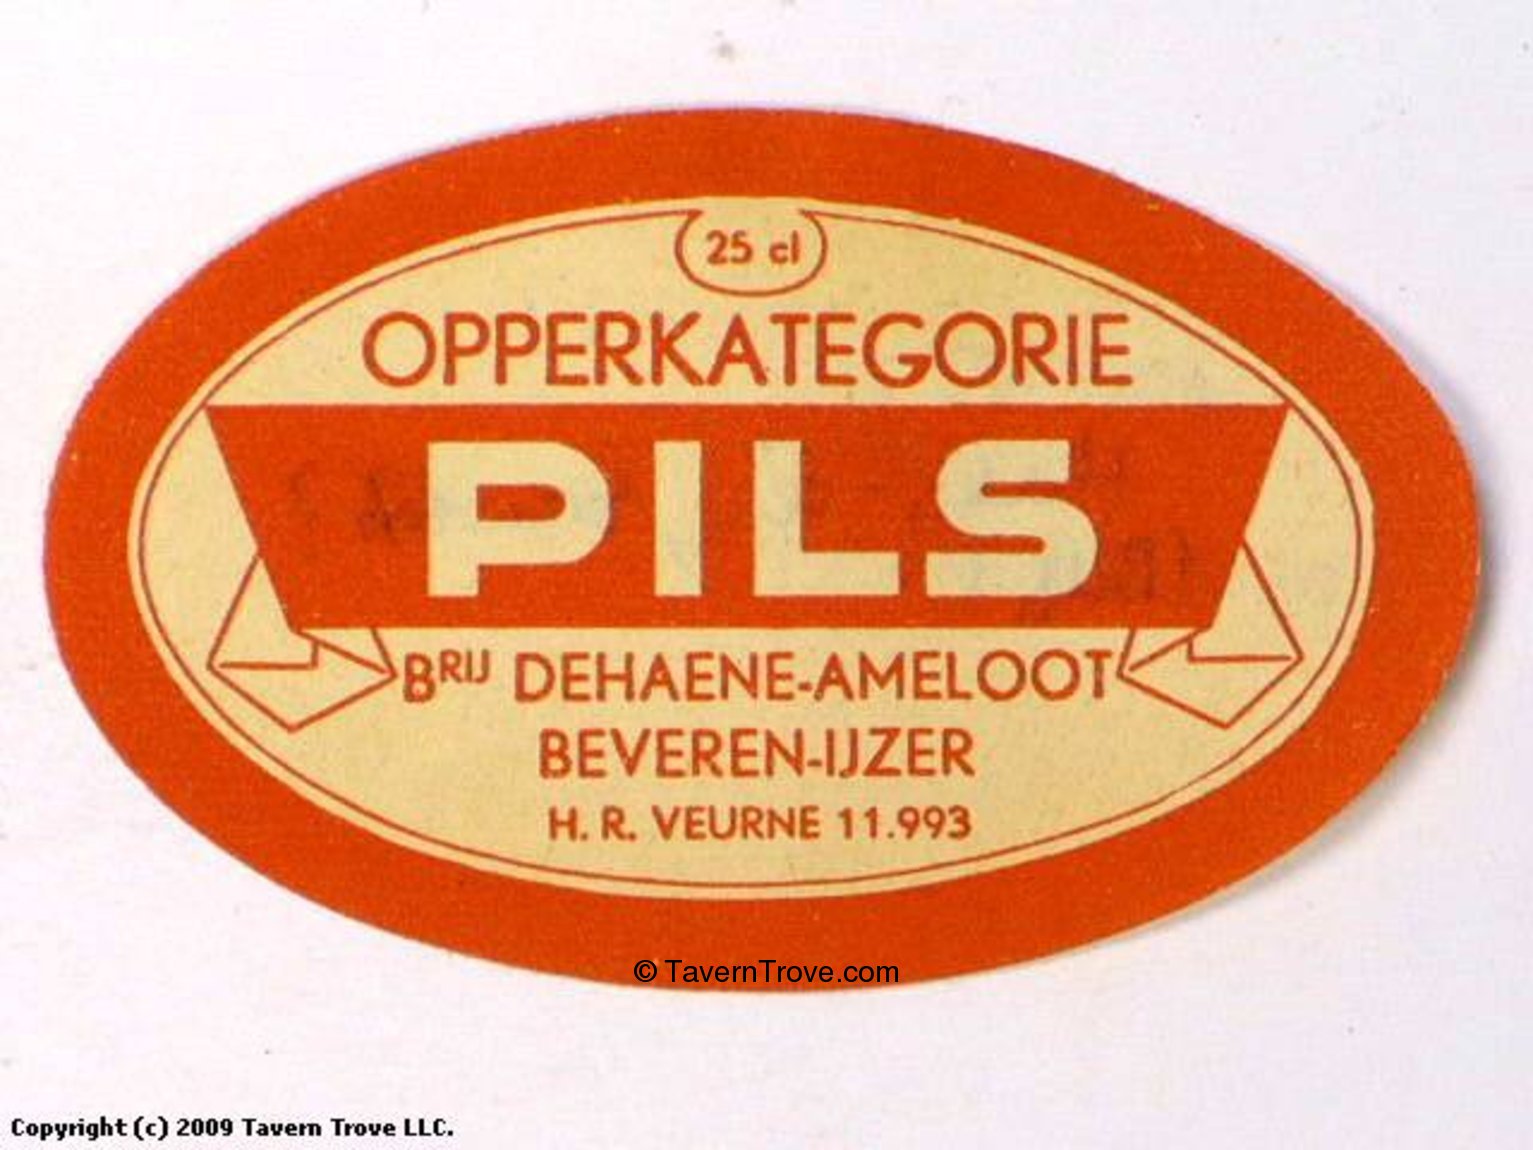 25 cl
OPPERKATEGORIE
PILS
BRIJ DEHAENE-AMELOOT
BEVEREN-IJZER
H. R. VEURNE 11.993
© TavernTrove.com
Copyright (c) 2009 Tavern Trove LLC.